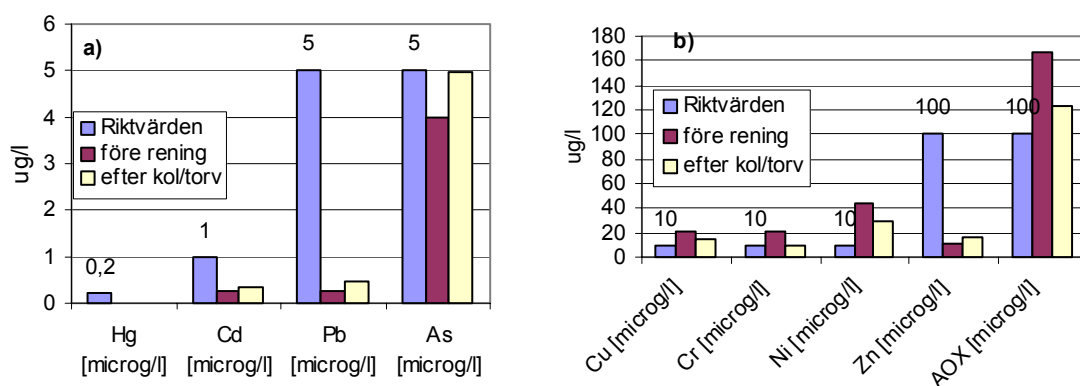 a)
ug/l
6
5
4
3
2
1
0
0,2
1
5
5
Riktvärden
före rening
efter kol/torv
Hg
[microg/l]
Cd
[microg/l]
Pb
[microg/l]
As
[microg/l]
b)
ug/l
180
160
140
120
100
80
60
40
20
0
10
10
10
100
100
Riktvärden
före rening
efter kol/torv
Cu [microg/l]
Cr [microg/l]
Ni [microg/l]
Zn [microg/l]
AOX [microg/l]